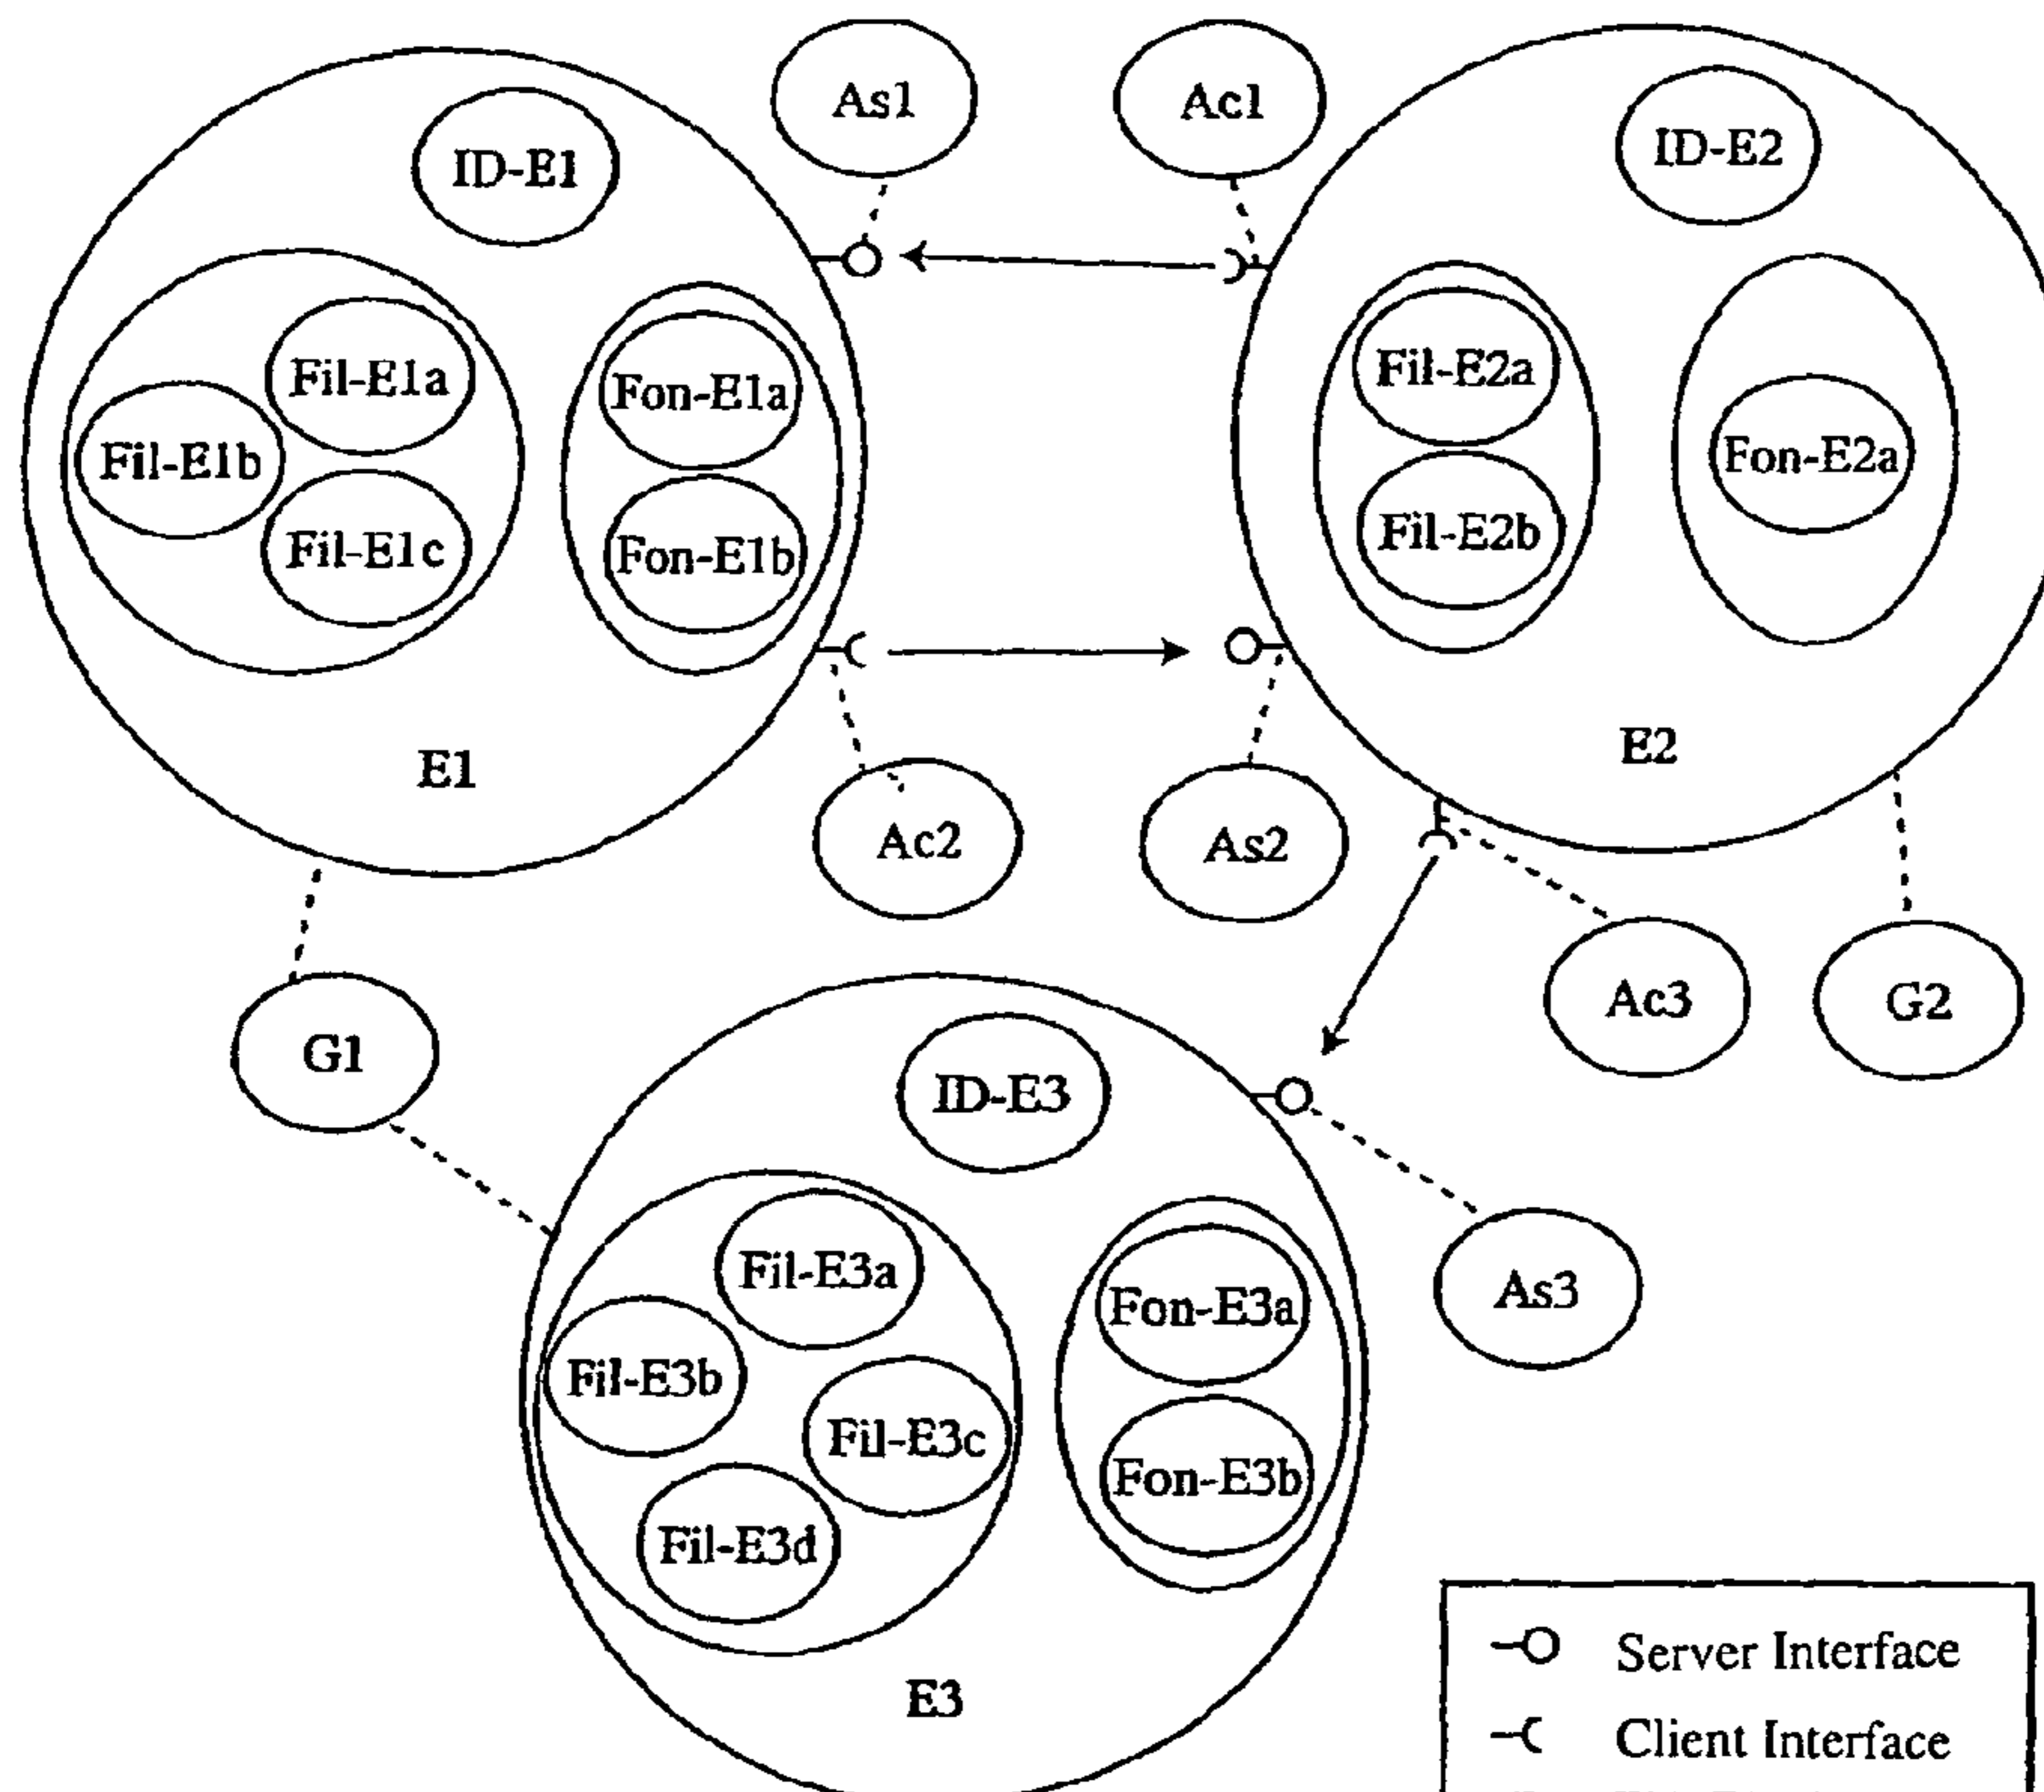 As1
Ac1
ID-E1
ID-E2
Fil-E1a
Fon-E1a
Fil-E2a
Fil-E1b
Fon-E2a
Fil-E1c
Fon-E1b
Fil-E2b
E1
E2
Ac2
As2
Ac3
G2
G1
ID-E3
Fil-E3a
Fon-E3a
As3
Fil-E3b
Fil-E3c
Fon-E3b
Fil-E3d
Server Interface
E3
Client Interface